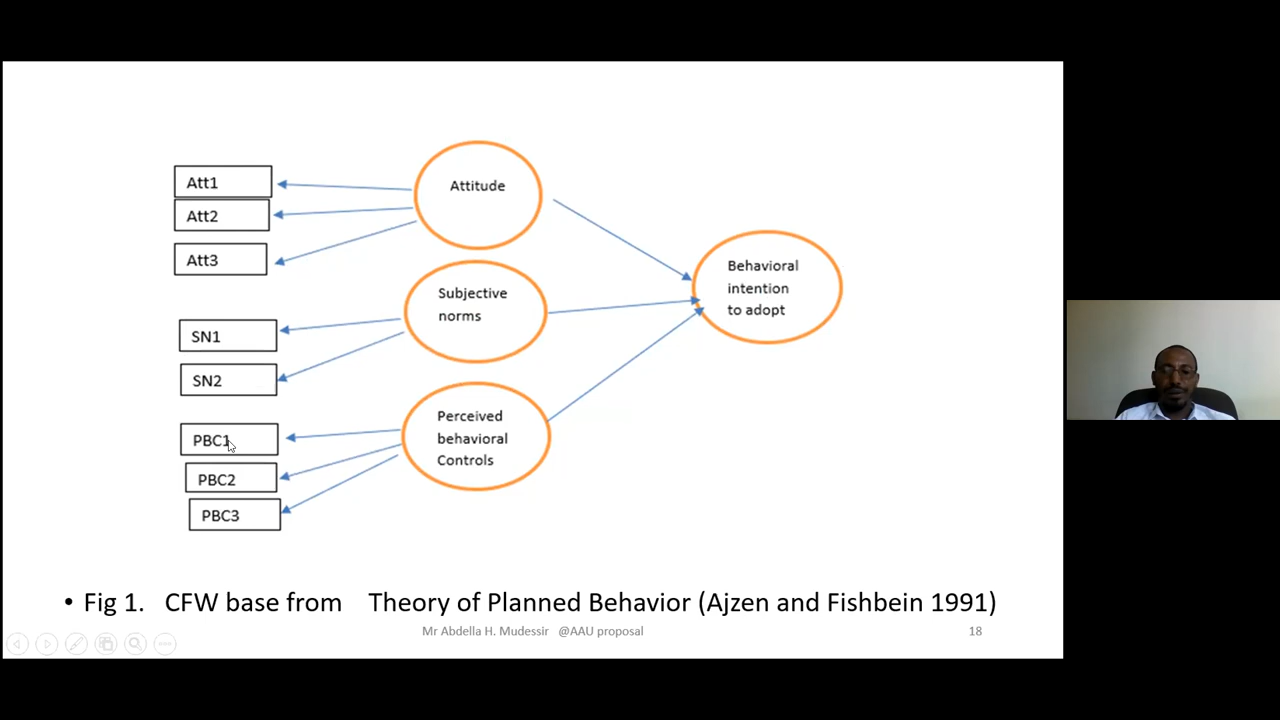 Att1
Att2
Att3
SN1
SN2
PBC1
PBC2
PBC3
Attitude
Subjective
norms
Perceived
behavioral
Controls
Behavioral
intention
to adopt
• Fig 1. CFW base from Theory of Planned Behavior (Ajzen and Fishbein 1991)
Mr Abdella H. Mudessir @AAU proposal
18